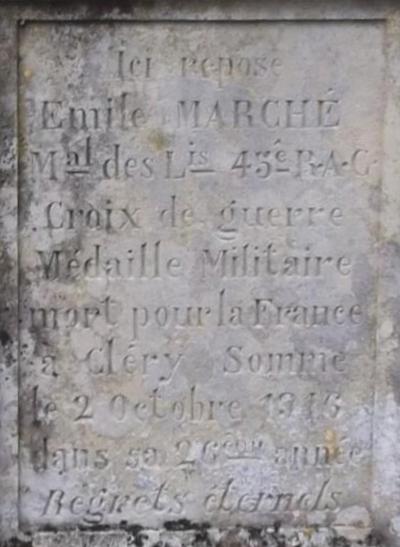 Ici repose
Emile MARCHÉ
Mal des Lis 45e R.A.C.
Croix de guerre
Médaille Militaire
mort pour la France
à Cléry Somme
le 2 Octobre 1916
dans sa 26ème année
Regrets éternels